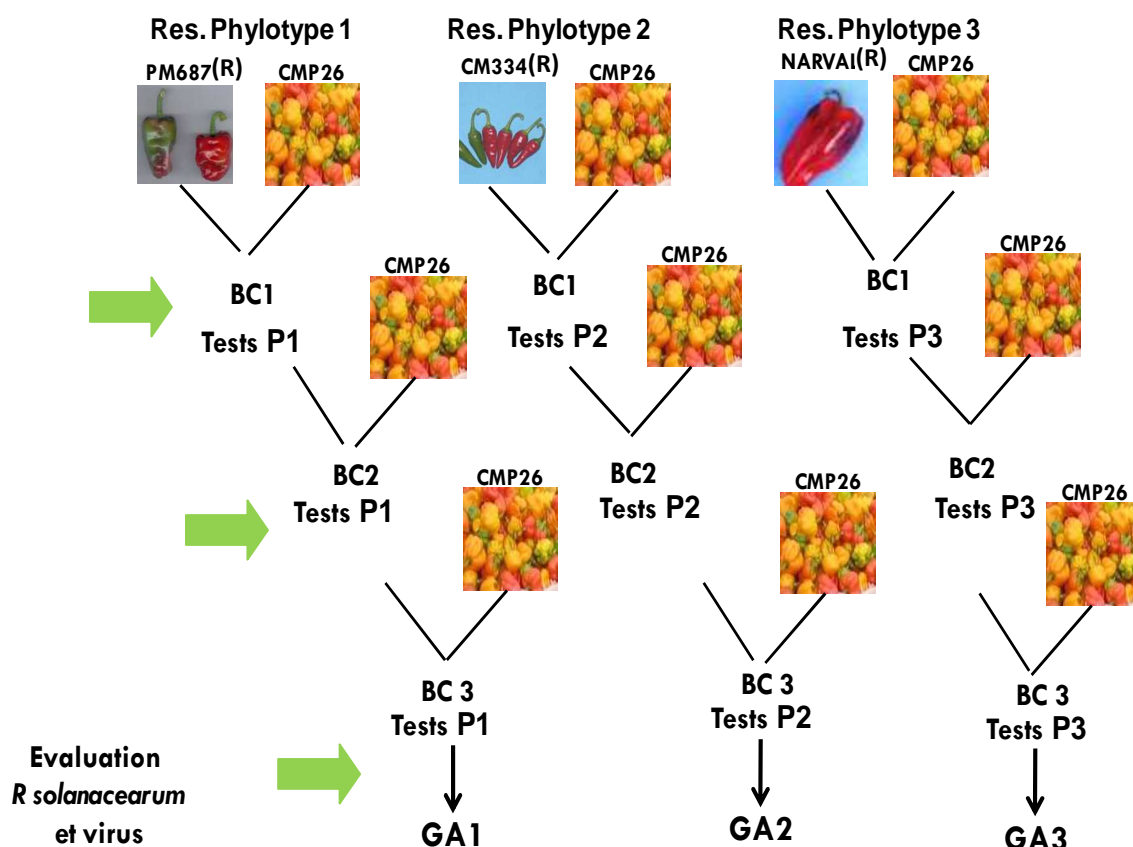 Res. Phylotype 1
Res. Phylotype 2
Res. Phylotype 3
PM687(R)
CMP26
CM334(R)
CMP26
NARVAI(R)
CMP26
BC1
CMP26
BC1
CMP26
BC1
CMP26
Tests P1
Tests P2
Tests P3
BC2
CMP26
BC2
CMP26
BC2
CMP26
Tests P1
Tests P2
Tests P3
BC 3
BC 3
BC 3
Tests P1
Tests P2
Tests P3
Evaluation
R solanacearum
et virus
GA1
GA2
GA3